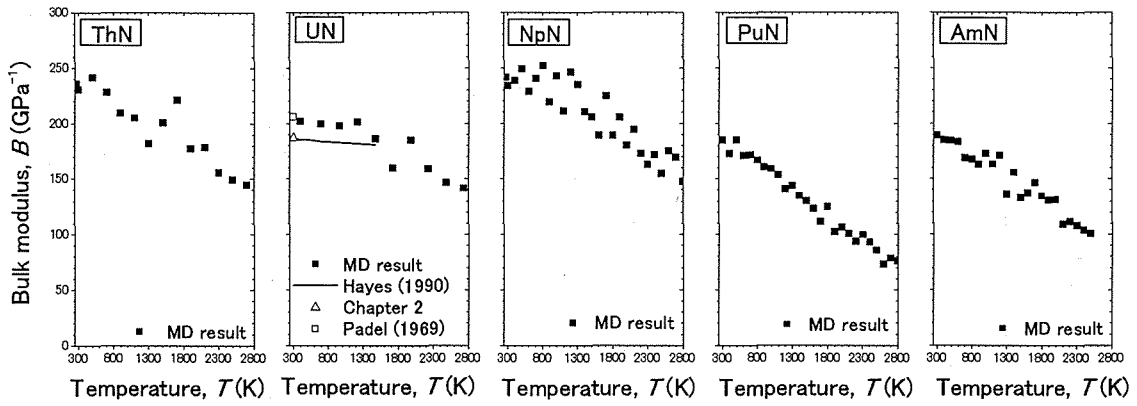 ThN
UN
NpN
PuN
AmN
Bulk modulus, B (GPa⁻¹)
300
250
200
150
100
50
0
MD result
MD result
Hayes (1990)
Chapter 2
Padel (1969)
MD result
MD result
MD result
300 800 1300 1800 2300 2800
300 800 1300 1800 2300 2800
300 800 1300 1800 2300 2800
300 800 1300 1800 2300 2800
300 800 1300 1800 2300 2800
Temperature, T (K)
Temperature, T (K)
Temperature, T (K)
Temperature, T (K)
Temperature, T (K)